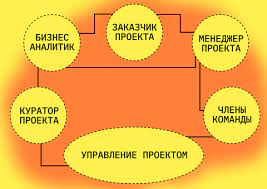 БИЗНЕС
АНАЛИТИК
ЗАКАЗЧИК
ПРОЕКТА
МЕНЕДЖЕР
ПРОЕКТА
КУРАТОР
ПРОЕКТА
ЧЛЕНЫ
КОМАНДЫ
УПРАВЛЕНИЕ ПРОЕКТОМ